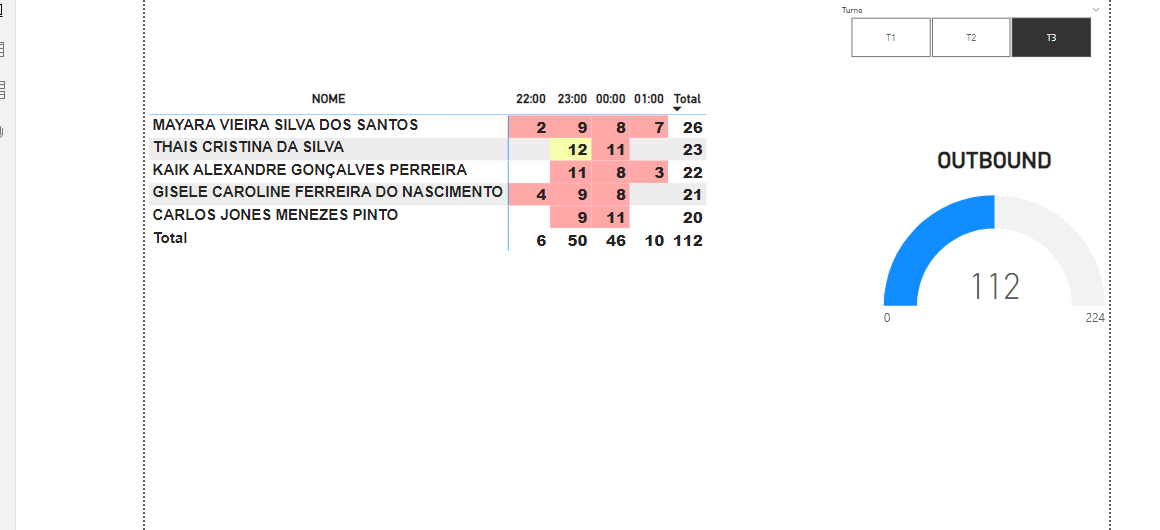 Turno
T1 T2 T3
NOME 22:00 23:00 00:00 01:00 Total
MAYARA VIEIRA SILVA DOS SANTOS 2 9 8 7 26
THAIS CRISTINA DA SILVA 12 11 23
KAIK ALEXANDRE GONÇALVES PERREIRA 11 8 3 22
GISELE CAROLINE FERREIRA DO NASCIMENTO 4 9 8 21
CARLOS JONES MENEZES PINTO 9 11 20
Total 6 50 46 10 112
OUTBOUND
112
0 224